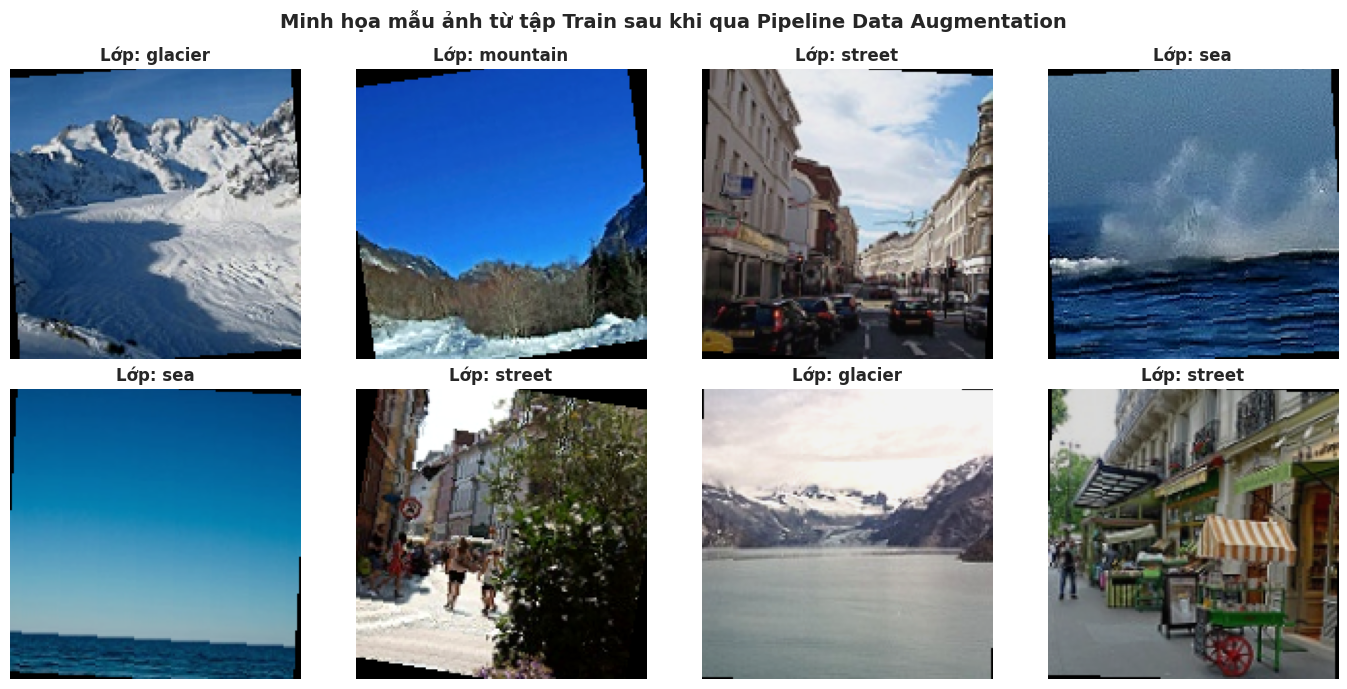 Minh họa mẫu ảnh từ tập Train sau khi qua Pipeline Data Augmentation
Lớp: glacier
Lớp: mountain
Lớp: street
Lớp: sea
Lớp: sea
Lớp: street
Lớp: glacier
Lớp: street